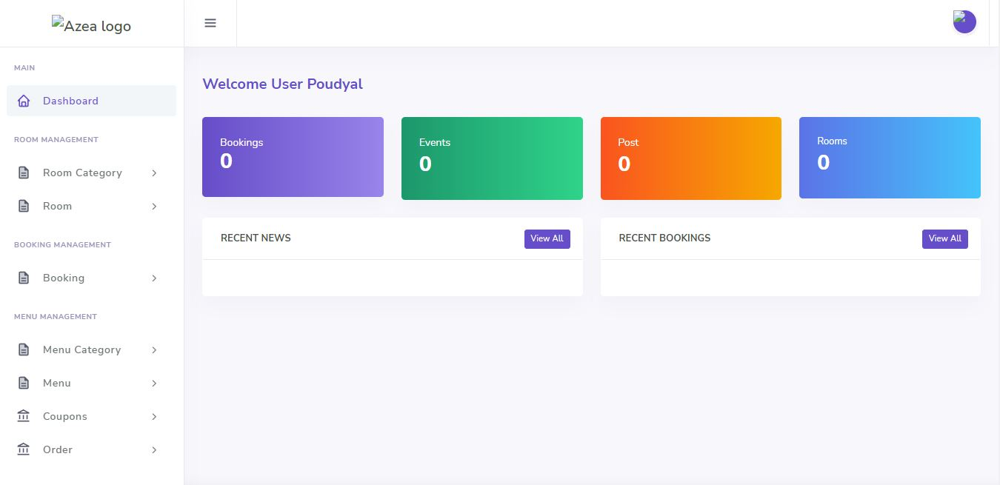 Azea logo
MAIN
Dashboard
ROOM MANAGEMENT
Room Category
Room
BOOKING MANAGEMENT
Booking
MENU MANAGEMENT
Menu Category
Menu
Coupons
Order
Welcome User Poudyal
Bookings
0
Events
0
Post
0
Rooms
0
RECENT NEWS
View All
RECENT BOOKINGS
View All